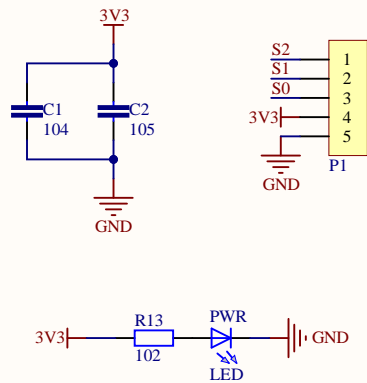 3V3
C1
104
C2
105
GND
S2
S1
S0
3V3
GND
1
2
3
4
5
P1
3V3
R13
102
PWR
LED
GND